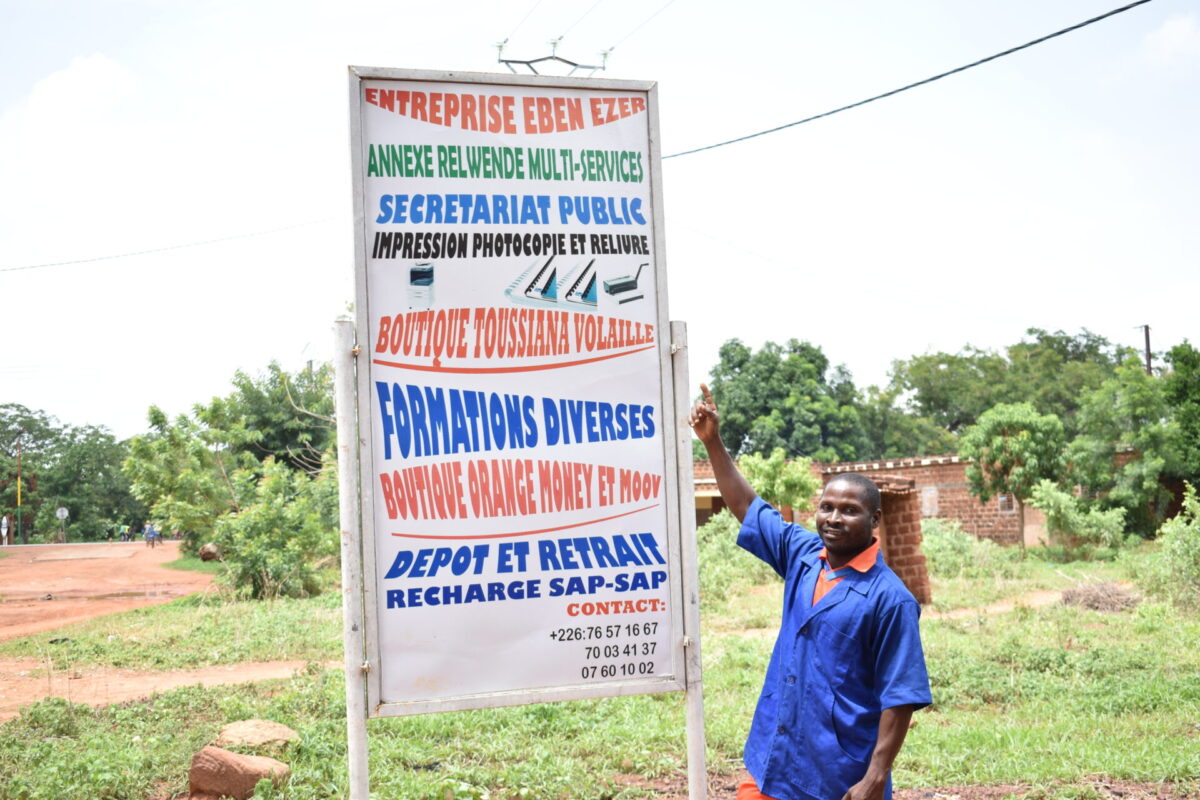 ENTREPRISE EBEN EZER
ANNEXE RELWENDE MULTI-SERVICES
SECRETARIAT PUBLIC
IMPRESSION PHOTOCOPIE ET RELIURE
BOUTIQUE TOUSSIANA VOLAILLE
FORMATIONS DIVERSES
BOUTIQUE ORANGE MONEY ET MOOV
DEPOT ET RETRAIT
RECHARGE SAP-SAP
CONTACT:
+226:76 57 16 67
70 03 41 37
07 60 10 02